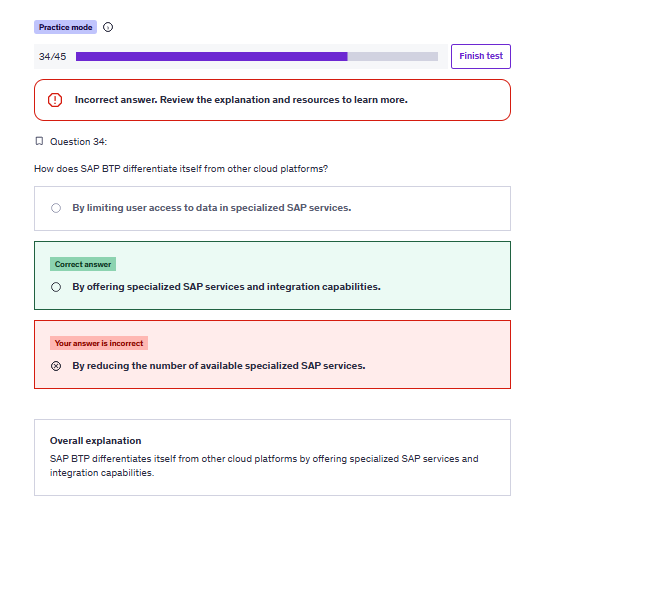 Practice mode
34/45
Finish test
Incorrect answer. Review the explanation and resources to learn more.
Question 34:
How does SAP BTP differentiate itself from other cloud platforms?
By limiting user access to data in specialized SAP services.
Correct answer
By offering specialized SAP services and integration capabilities.
Your answer is incorrect
By reducing the number of available specialized SAP services.
Overall explanation
SAP BTP differentiates itself from other cloud platforms by offering specialized SAP services and
integration capabilities.